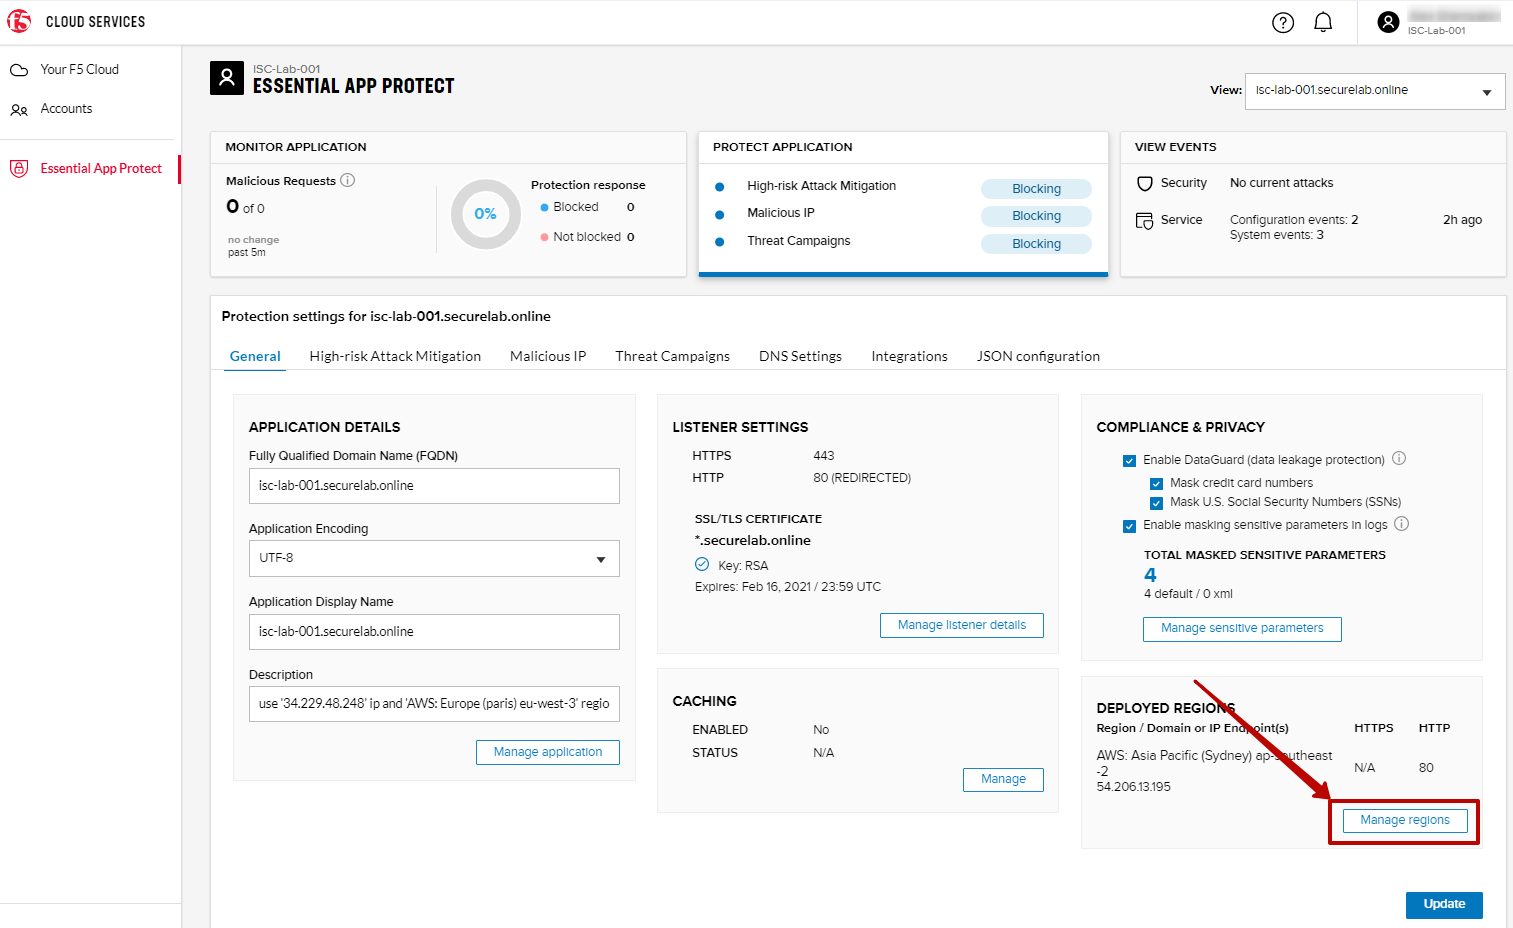 f5 CLOUD SERVICES
ISC-Lab-001
Your F5 Cloud
Accounts
Essential App Protect
ISC-Lab-001
ESSENTIAL APP PROTECT
View: isc-lab-001.securelab.online
MONITOR APPLICATION
Malicious Requests
0 of 0
no change
past 5m
0%
Protection response
Blocked 0
Not blocked 0
PROTECT APPLICATION
High-risk Attack Mitigation Blocking
Malicious IP Blocking
Threat Campaigns Blocking
VIEW EVENTS
Security No current attacks
Service Configuration events: 2 2h ago
System events: 3
Protection settings for isc-lab-001.securelab.online
General High-risk Attack Mitigation Malicious IP Threat Campaigns DNS Settings Integrations JSON configuration
APPLICATION DETAILS
Fully Qualified Domain Name (FQDN)
isc-lab-001.securelab.online
Application Encoding
UTF-8
Application Display Name
isc-lab-001.securelab.online
Description
use '34.229.48.248' ip and 'AWS: Europe (paris) eu-west-3' regio
Manage application
LISTENER SETTINGS
HTTPS 443
HTTP 80 (REDIRECTED)
SSL/TLS CERTIFICATE
*.securelab.online
Key: RSA
Expires: Feb 16, 2021 / 23:59 UTC
Manage listener details
CACHING
ENABLED No
STATUS N/A
Manage
COMPLIANCE & PRIVACY
Enable DataGuard (data leakage protection)
Mask credit card numbers
Mask U.S. Social Security Numbers (SSNs)
Enable masking sensitive parameters in logs
TOTAL MASKED SENSITIVE PARAMETERS
4
4 default / 0 xml
Manage sensitive parameters
DEPLOYED REGIONS
Region / Domain or IP Endpoint(s) HTTPS HTTP
AWS: Asia Pacific (Sydney) ap-southeast
-2
54.206.13.195
N/A 80
Manage regions
Update